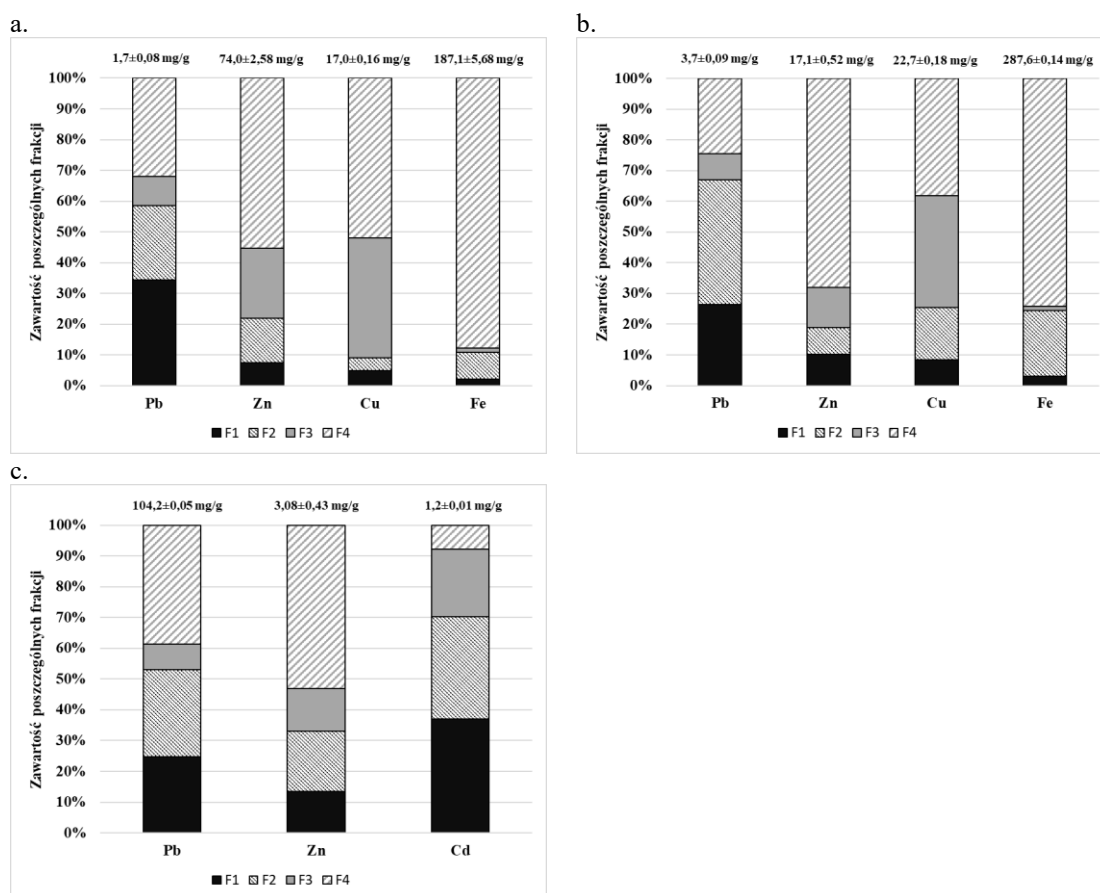 a.
1,7±0,08 mg/g 74,0±2,58 mg/g 17,0±0,16 mg/g 187,1±5,68 mg/g
100%
90%
80%
70%
60%
50%
40%
30%
20%
10%
0%
Zawartość poszczególnych frakcji
Pb Zn Cu Fe
F1 F2 F3 F4
b.
3,7±0,09 mg/g 17,1±0,52 mg/g 22,7±0,18 mg/g 287,6±0,14 mg/g
100%
90%
80%
70%
60%
50%
40%
30%
20%
10%
0%
Zawartość poszczególnych frakcji
Pb Zn Cu Fe
F1 F2 F3 F4
c.
104,2±0,05 mg/g 3,08±0,43 mg/g 1,2±0,01 mg/g
100%
90%
80%
70%
60%
50%
40%
30%
20%
10%
0%
Zawartość poszczególnych frakcji
Pb Zn Cd
F1 F2 F3 F4